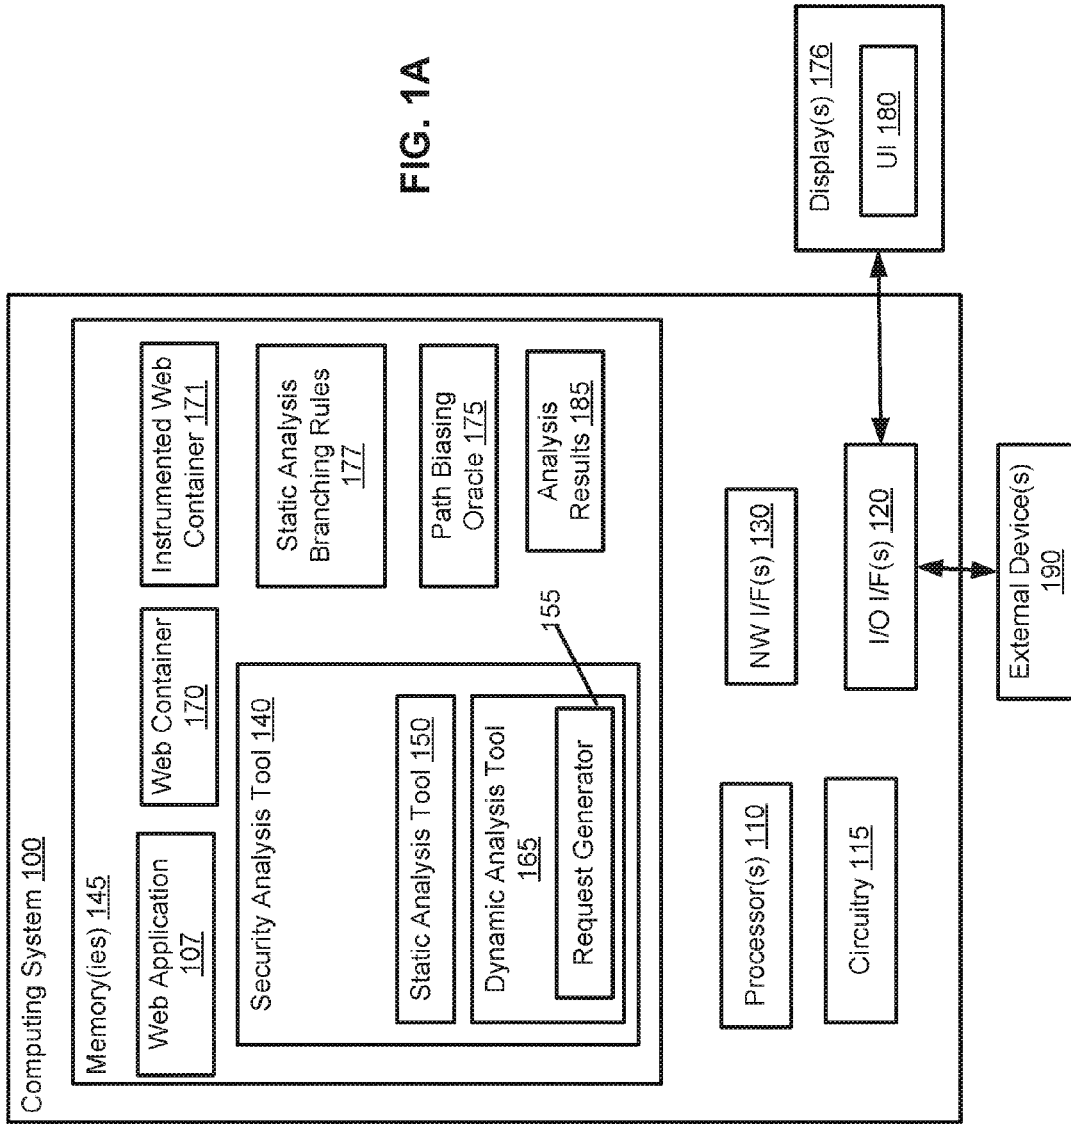 Computing System 100
Memory(ies) 145
Web Application
107
Web Container
170
Instrumented Web
Container 171
Security Analysis Tool 140
Static Analysis Tool 150
Dynamic Analysis Tool
165
Request Generator
155
Static Analysis
Branching Rules
177
Path Biasing
Oracle 175
Analysis
Results 185
Processor(s) 110
Circuitry 115
NW I/F(s) 130
I/O I/F(s) 120
External Device(s)
190
Display(s) 176
UI 180
FIG. 1A